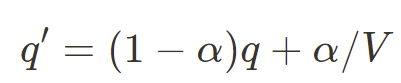 q′ = (1 − α)q + α/V